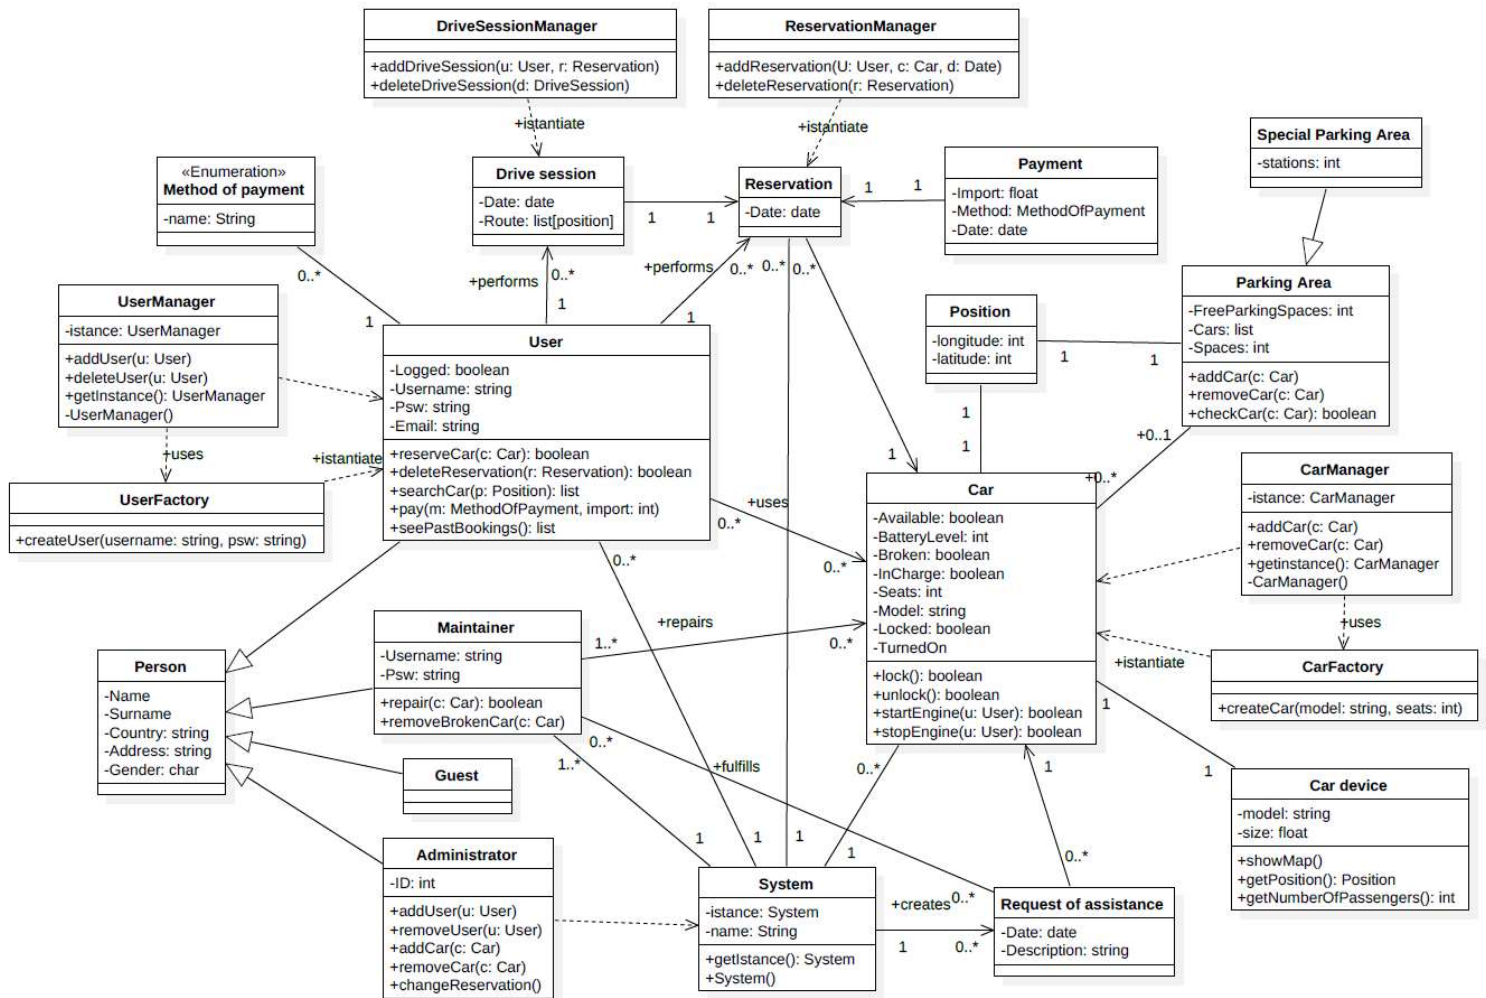 DriveSessionManager
+addDriveSession(u: User, r: Reservation)
+deleteDriveSession(d: DriveSession)
ReservationManager
+addReservation(U: User, c: Car, d: Date)
+deleteReservation(r: Reservation)
+istantiate
+istantiate
Special Parking Area
-stations: int
«Enumeration»
Method of payment
-name: String
Drive session
-Date: date
-Route: list[position]
1
1
Reservation
-Date: date
1
1
Payment
-Import: float
-Method: MethodOfPayment
-Date: date
0..*
1
+performs
0..*
1
+performs
0..*
1
0..*
0..*
Parking Area
-FreeParkingSpaces: int
-Cars: list
-Spaces: int
+addCar(c: Car)
+removeCar(c: Car)
+checkCar(c: Car): boolean
Position
-longitude: int
-latitude: int
1
1
1
1
UserManager
-istance: UserManager
+addUser(u: User)
+deleteUser(u: User)
+getInstance(): UserManager
-UserManager()
+uses
+istantiate
UserFactory
+createUser(username: string, psw: string)
User
-Logged: boolean
-Username: string
-Psw: string
-Email: string
+reserveCar(c: Car): boolean
+deleteReservation(r: Reservation): boolean
+searchCar(p: Position): list
+pay(m: MethodOfPayment, import: int)
+seePastBookings(): list
1
+0..1
+0..*
+uses
0..*
0..*
Car
-Available: boolean
-BatteryLevel: int
-Broken: boolean
-InCharge: boolean
-Seats: int
-Model: string
-Locked: boolean
-TurnedOn
+lock(): boolean
+unlock(): boolean
+startEngine(u: User): boolean
+stopEngine(u: User): boolean
CarManager
-istance: CarManager
+addCar(c: Car)
+removeCar(c: Car)
+getinstance(): CarManager
-CarManager()
+uses
+istantiate
CarFactory
+createCar(model: string, seats: int)
0..*
+repairs
1..*
0..*
Person
-Name
-Surname
-Country: string
-Address: string
-Gender: char
Maintainer
-Username: string
-Psw: string
+repair(c: Car): boolean
+removeBrokenCar(c: Car)
0..*
1..*
+fulfills
Guest
1
1
Car device
-model: string
-size: float
+showMap()
+getPosition(): Position
+getNumberOfPassengers(): int
0..*
1
1
1
1
1
0..*
Administrator
-ID: int
+addUser(u: User)
+removeUser(u: User)
+addCar(c: Car)
+removeCar(c: Car)
+changeReservation()
System
-istance: System
-name: String
+getIstance(): System
+System()
+creates
0..*
1
0..*
Request of assistance
-Date: date
-Description: string